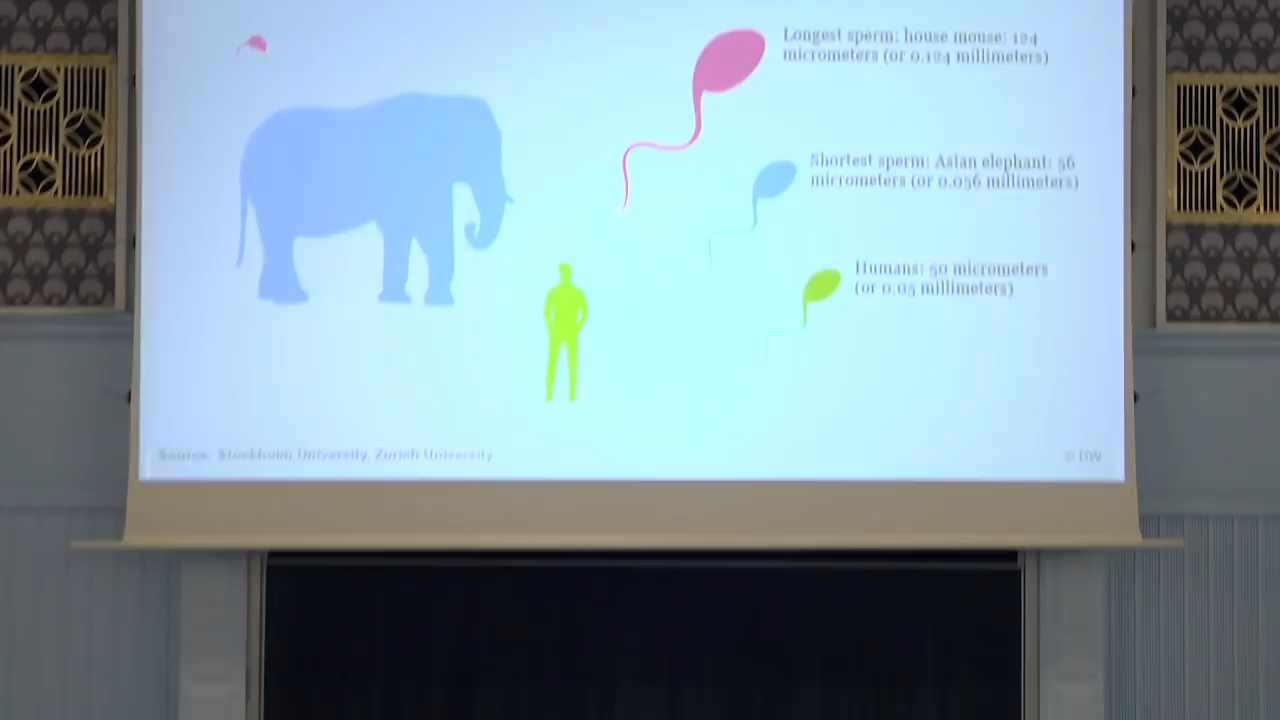 Longest sperm: house mouse: 124
micrometers (or 0.124 millimeters)
Shortest sperm: Asian elephant: 56
micrometers (or 0.056 millimeters)
Humans: 50 micrometers
(or 0.05 millimeters)
Source: Stockholm University, Zurich University
© DW